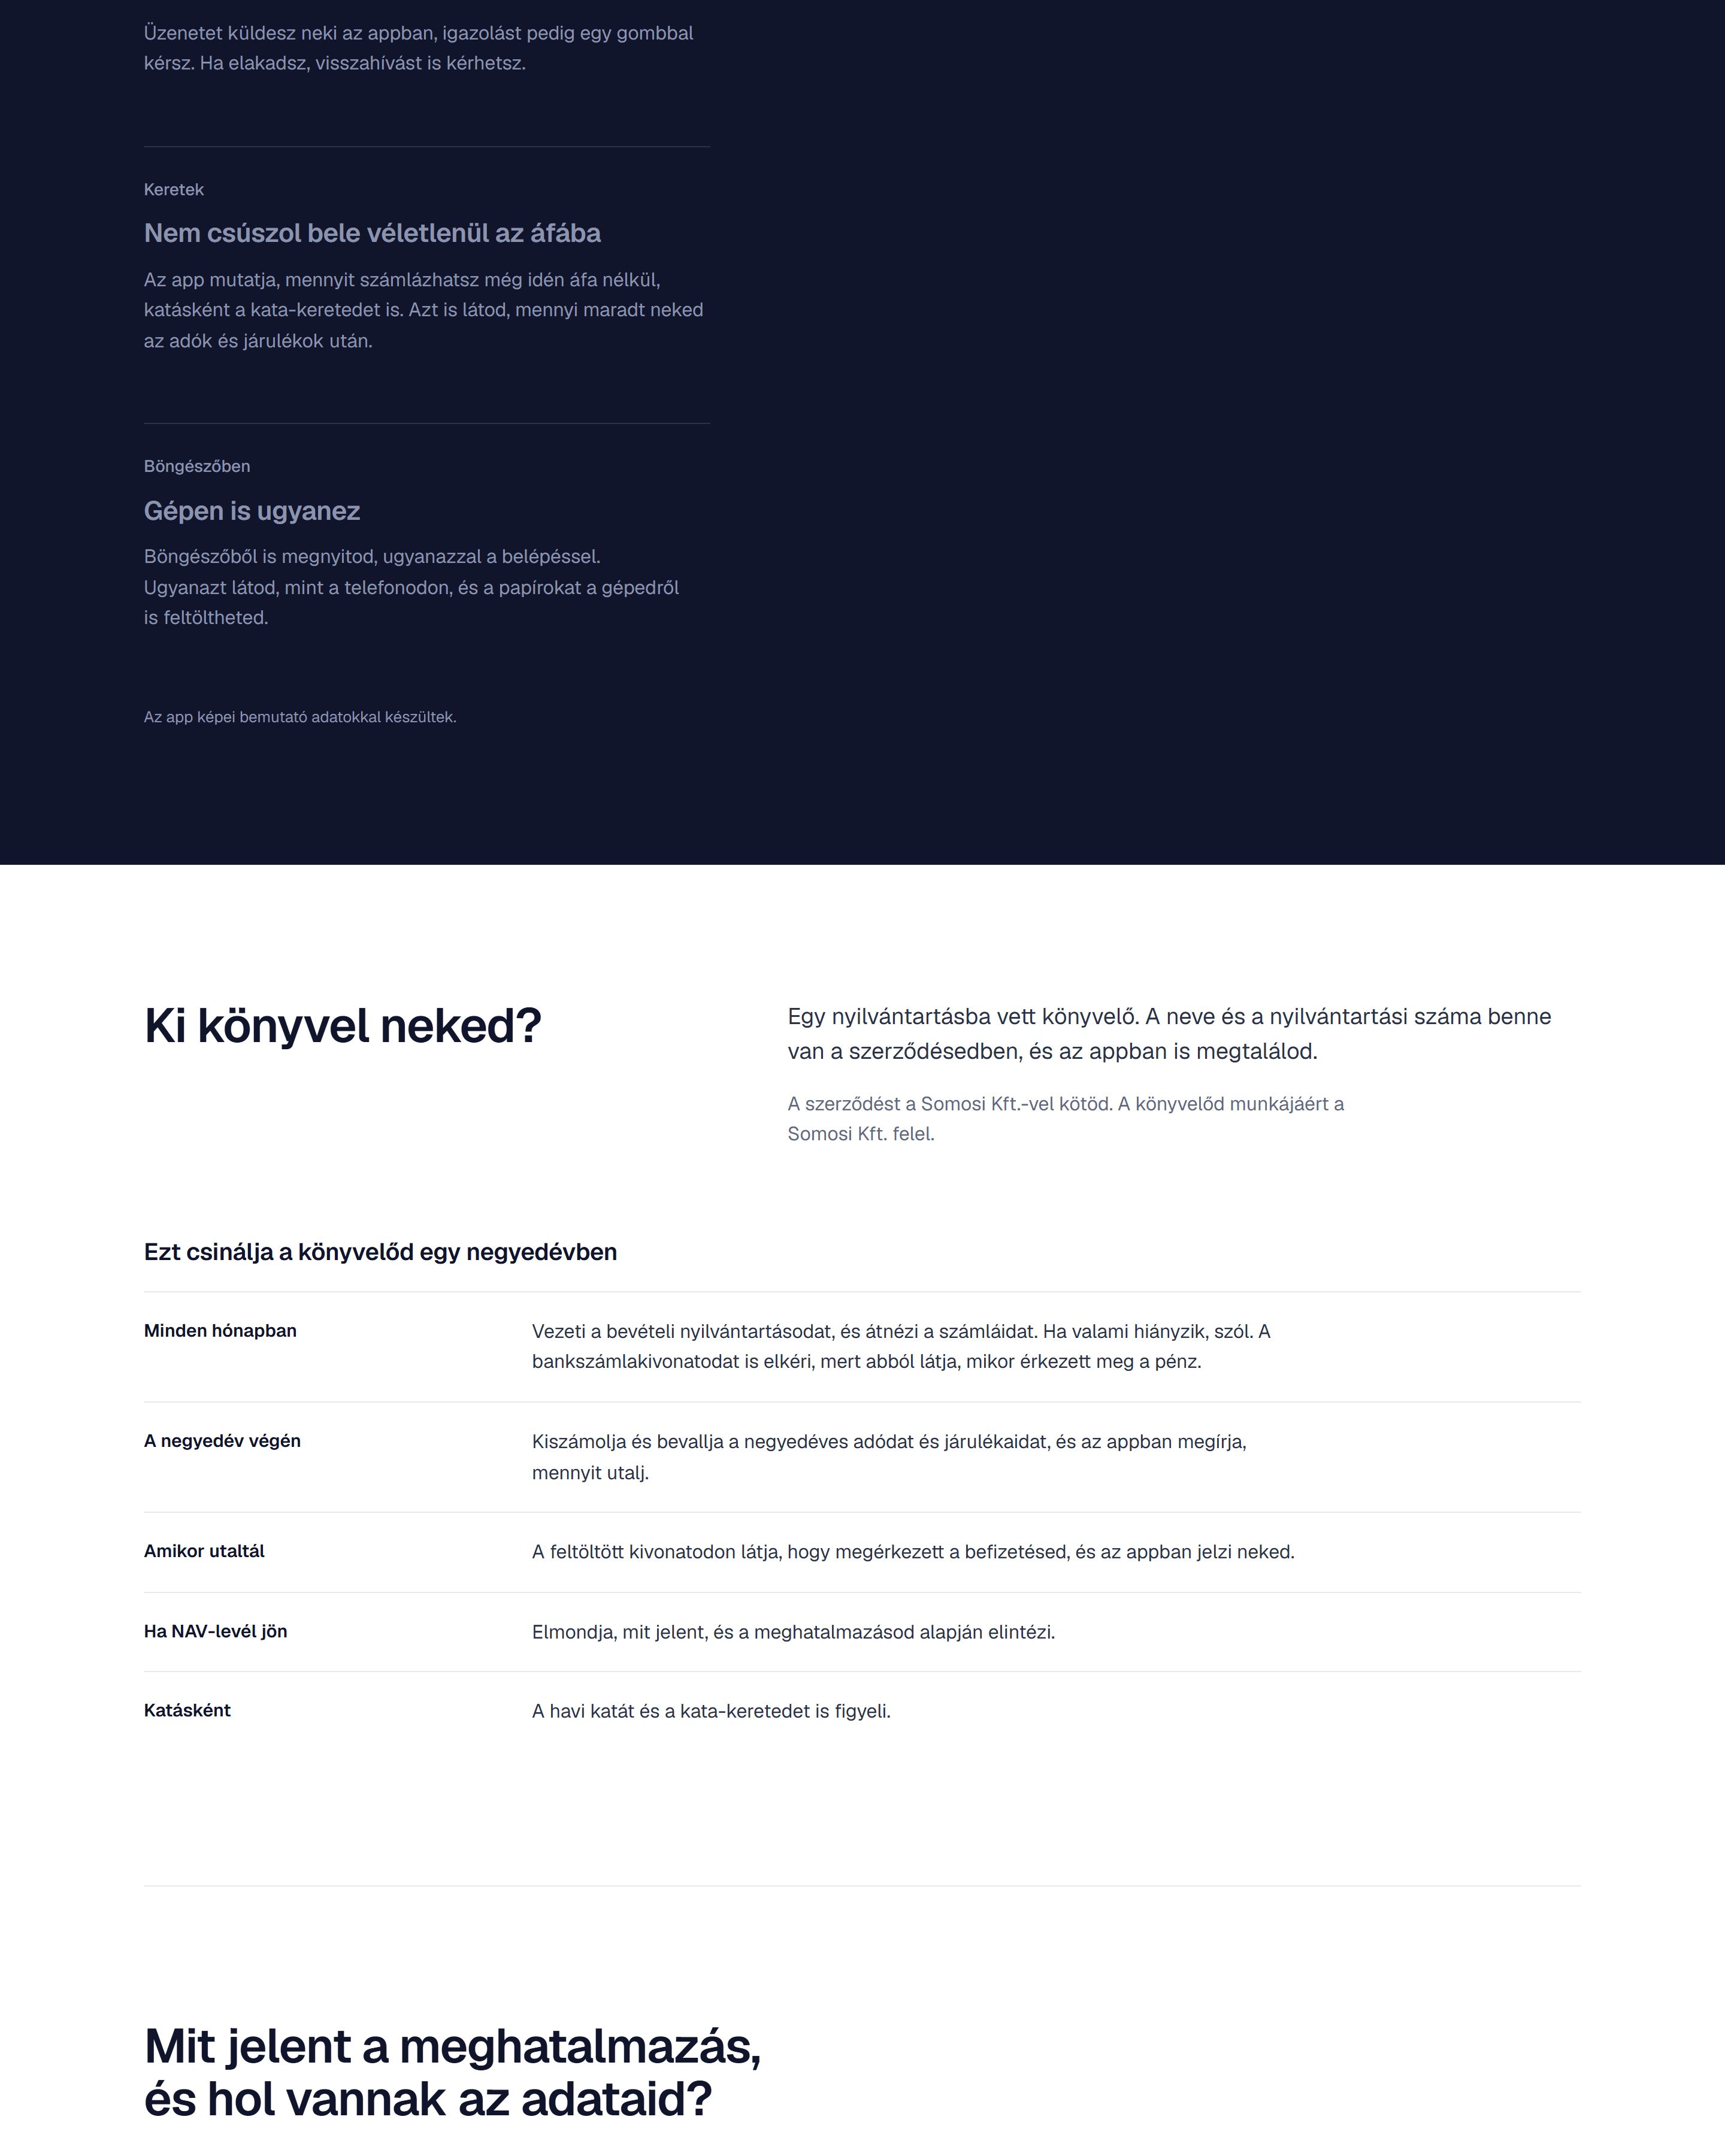 Üzenetet küldesz neki az appban, igazolást pedig egy gombbal
kérsz. Ha elakadsz, visszahívást is kérhetsz.
Keretek
Nem csúszol bele véletlenül az áfába
Az app mutatja, mennyit számlázhatsz még idén áfa nélkül,
katásként a kata-keretedet is. Azt is látod, mennyi maradt neked
az adók és járulékok után.
Böngészőben
Gépen is ugyanez
Böngészőből is megnyitod, ugyanazzal a belépéssel.
Ugyanazt látod, mint a telefonodon, és a papírokat a gépedről
is feltöltheted.
Az app képei bemutató adatokkal készültek.
Ki könyvel neked?
Egy nyilvántartásba vett könyvelő. A neve és a nyilvántartási száma benne
van a szerződésedben, és az appban is megtalálod.
A szerződést a Somosi Kft.-vel kötöd. A könyvelőd munkájáért a
Somosi Kft. felel.
Ezt csinálja a könyvelőd egy negyedévben
Minden hónapban
Vezeti a bevételi nyilvántartásodat, és átnézi a számláidat. Ha valami hiányzik, szól. A
bankszámlakivonatodat is elkéri, mert abból látja, mikor érkezett meg a pénz.
A negyedév végén
Kiszámolja és bevallja a negyedéves adódat és járulékaidat, és az appban megírja,
mennyit utalj.
Amikor utaltál
A feltöltött kivonatodon látja, hogy megérkezett a befizetésed, és az appban jelzi neked.
Ha NAV-levél jön
Elmondja, mit jelent, és a meghatalmazásod alapján elintézi.
Katásként
A havi katát és a kata-keretedet is figyeli.
Mit jelent a meghatalmazás,
és hol vannak az adataid?